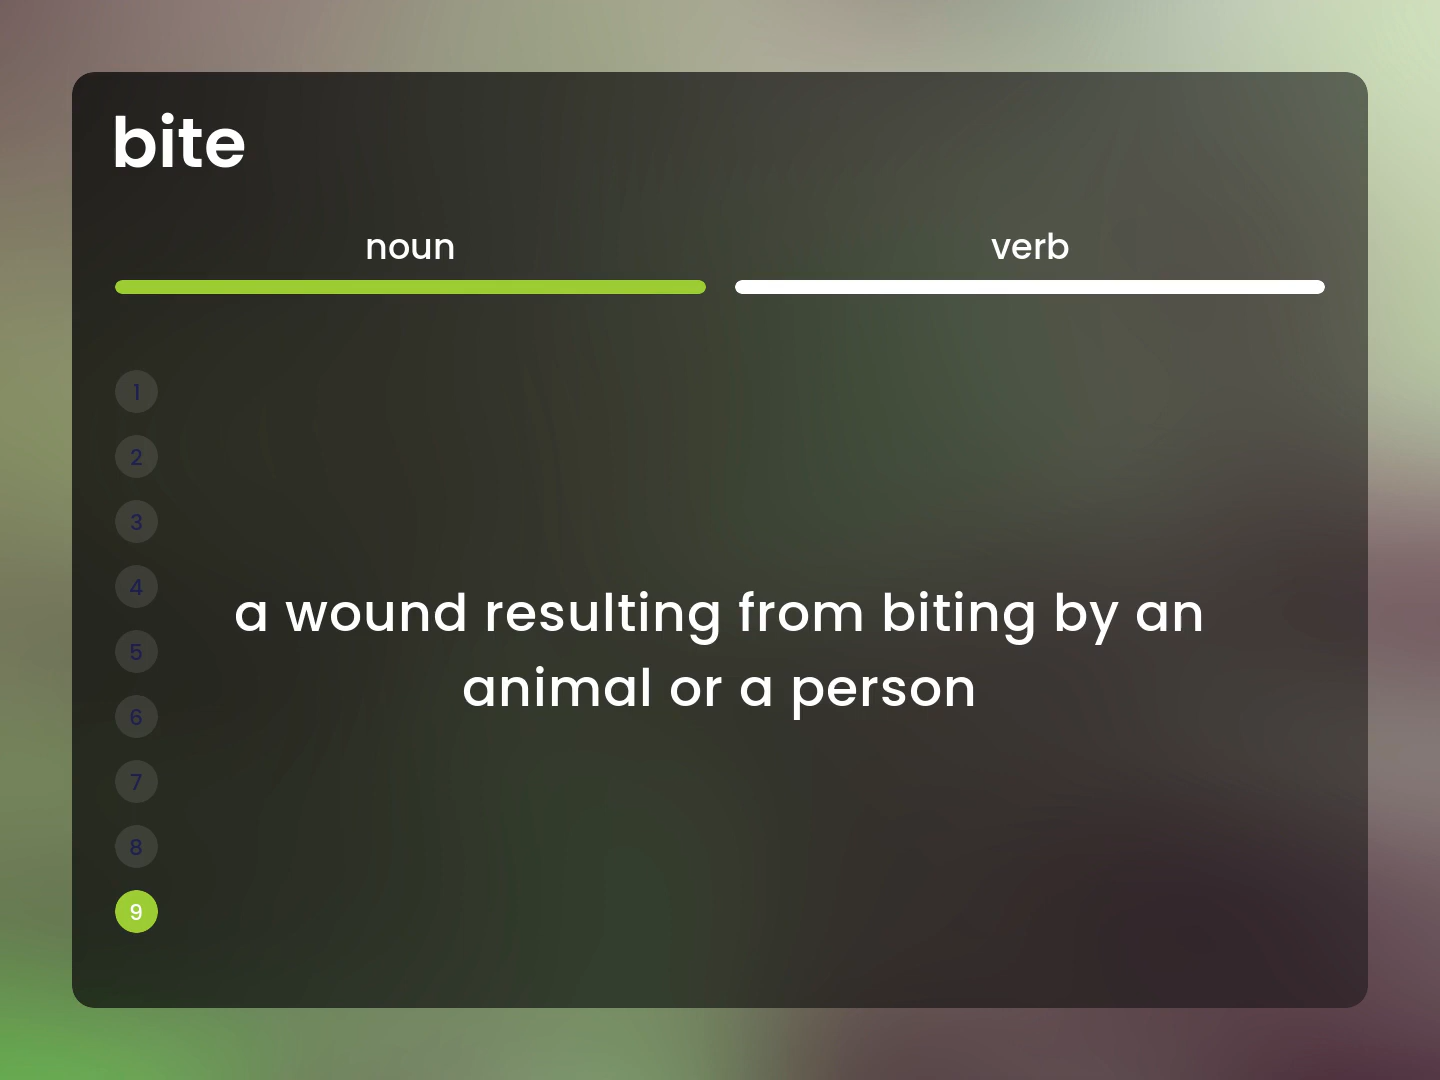 bite
noun
verb
1
2
3
4
5
6
7
8
9
a wound resulting from biting by an
animal or a person